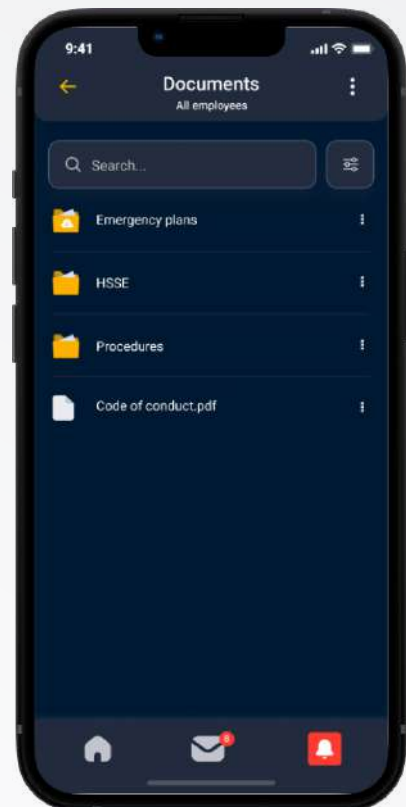 9:41
Documents
All employees
Search...
Emergency plans
HSSE
Procedures
Code of conduct.pdf